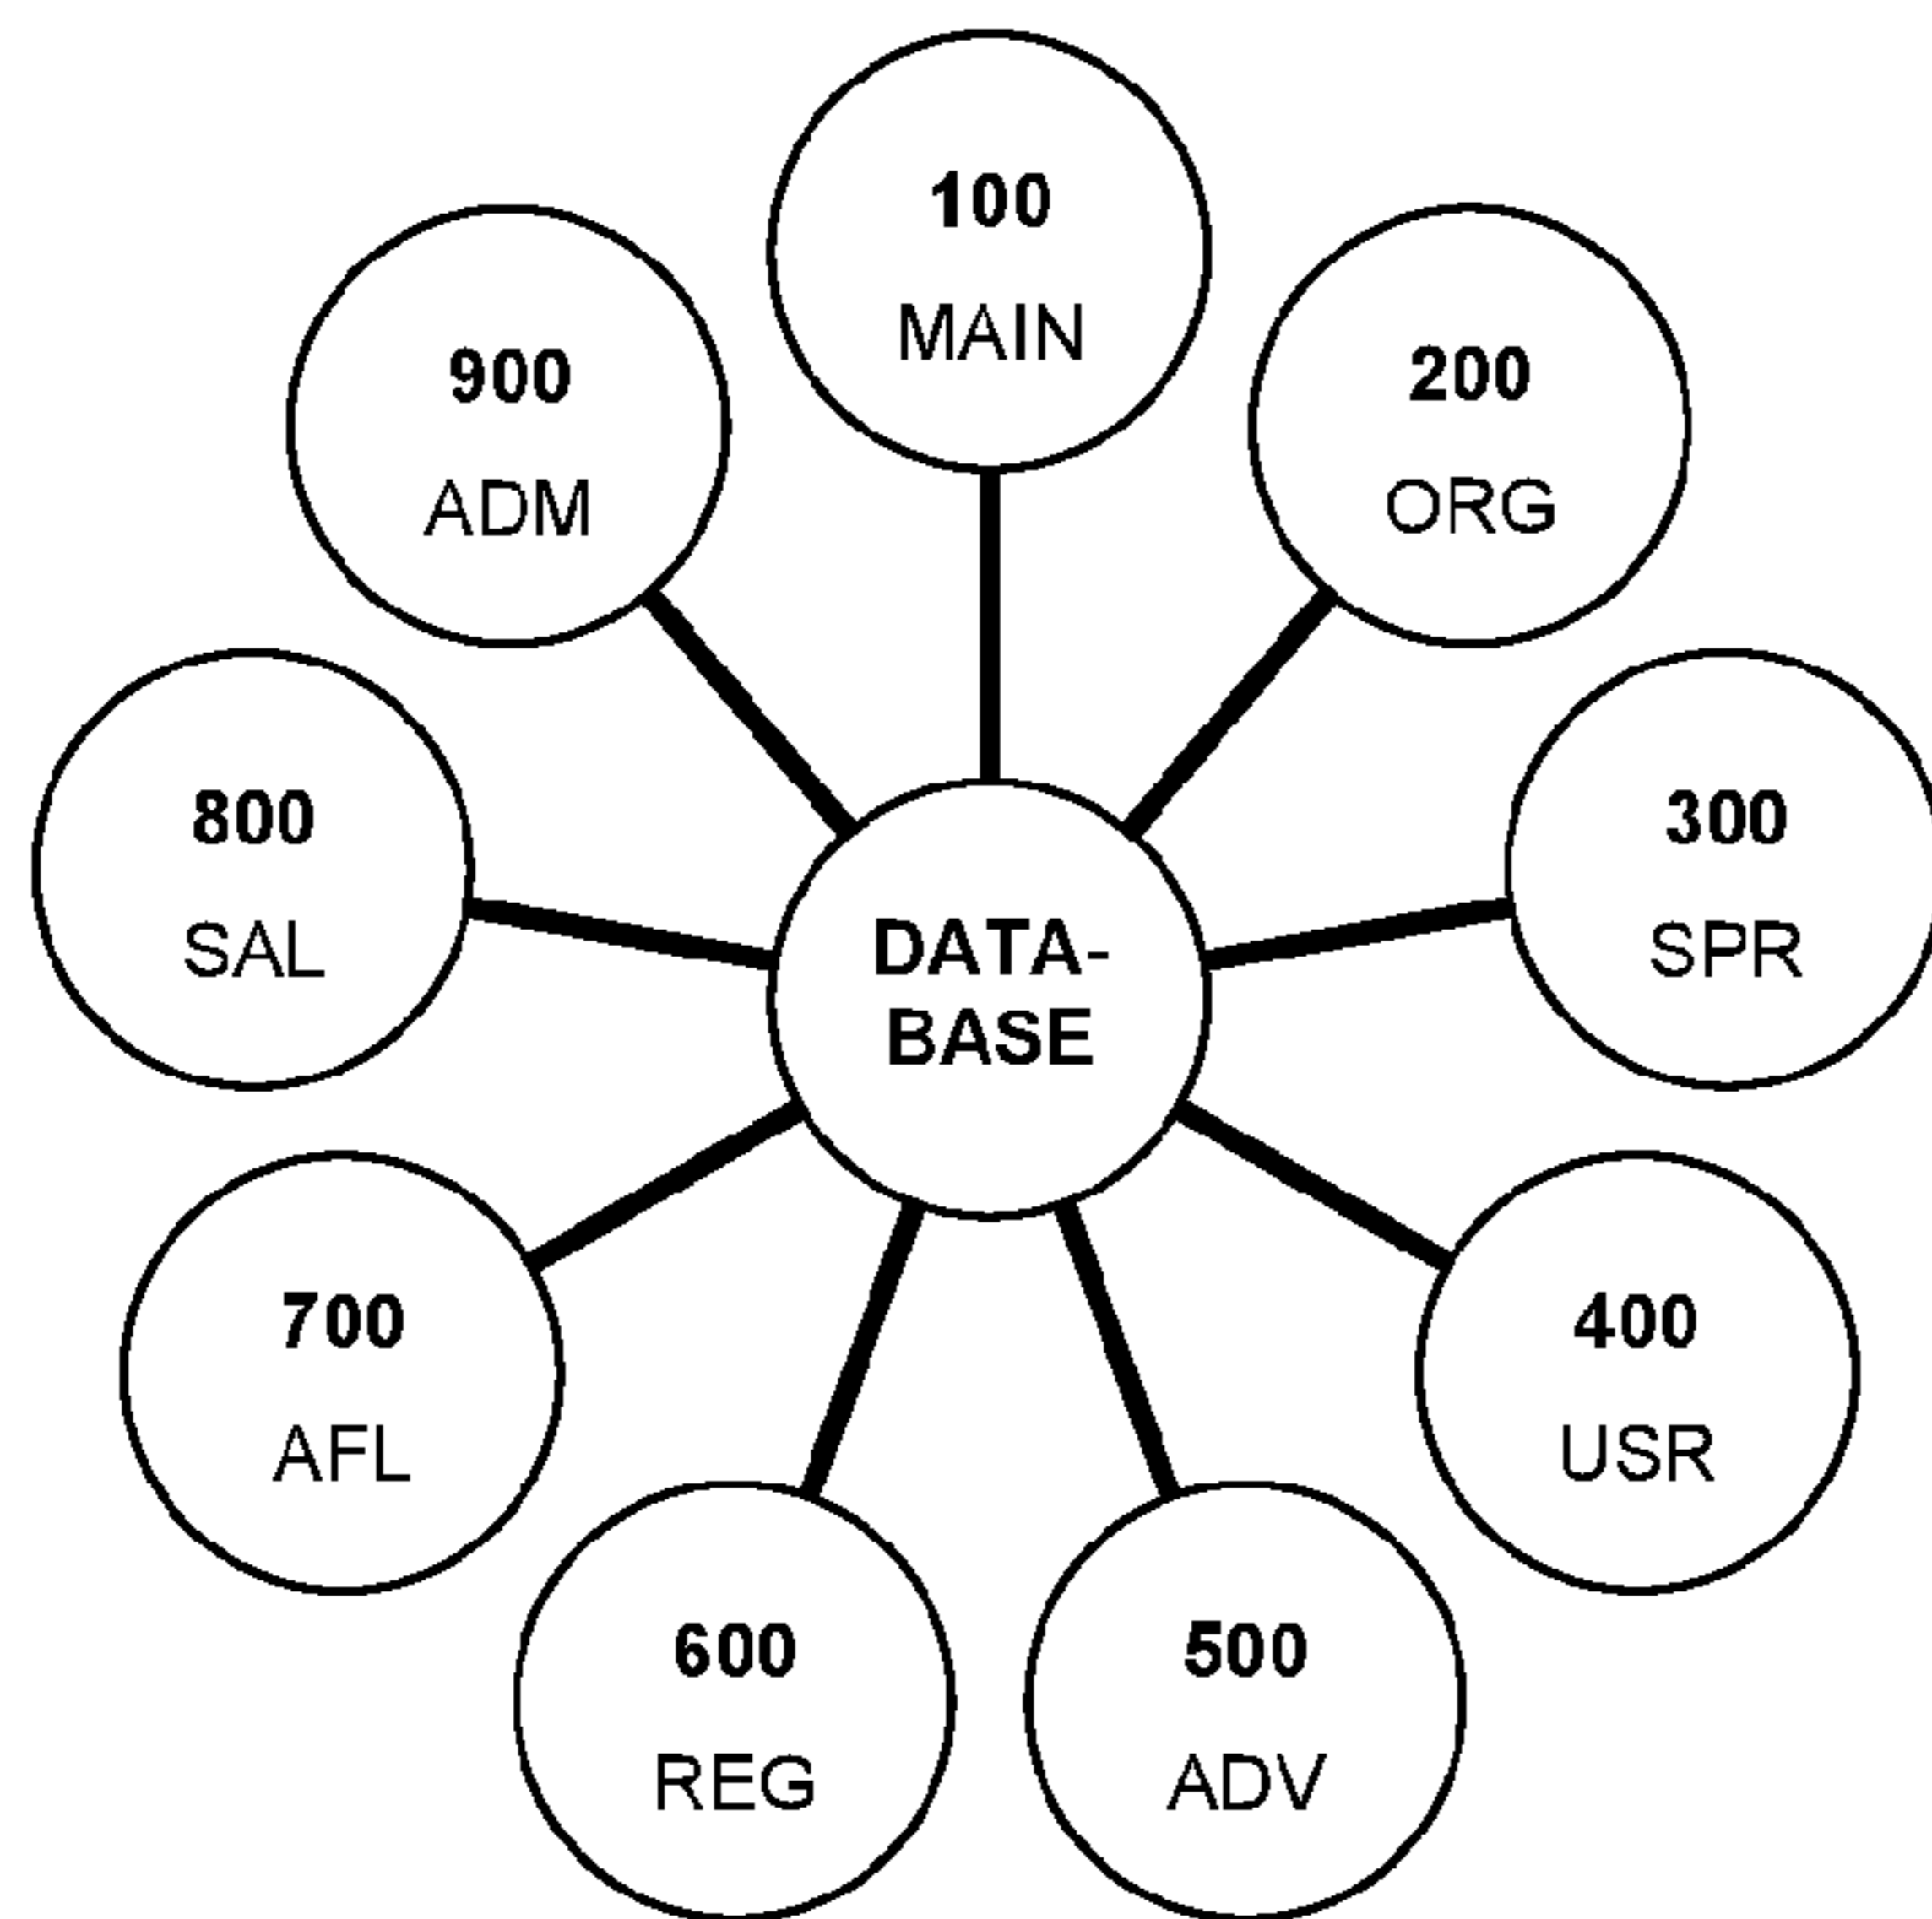 100
MAIN
200
ORG
300
SPR
400
USR
500
ADV
600
REG
700
AFL
800
SAL
900
ADM
DATA-
BASE